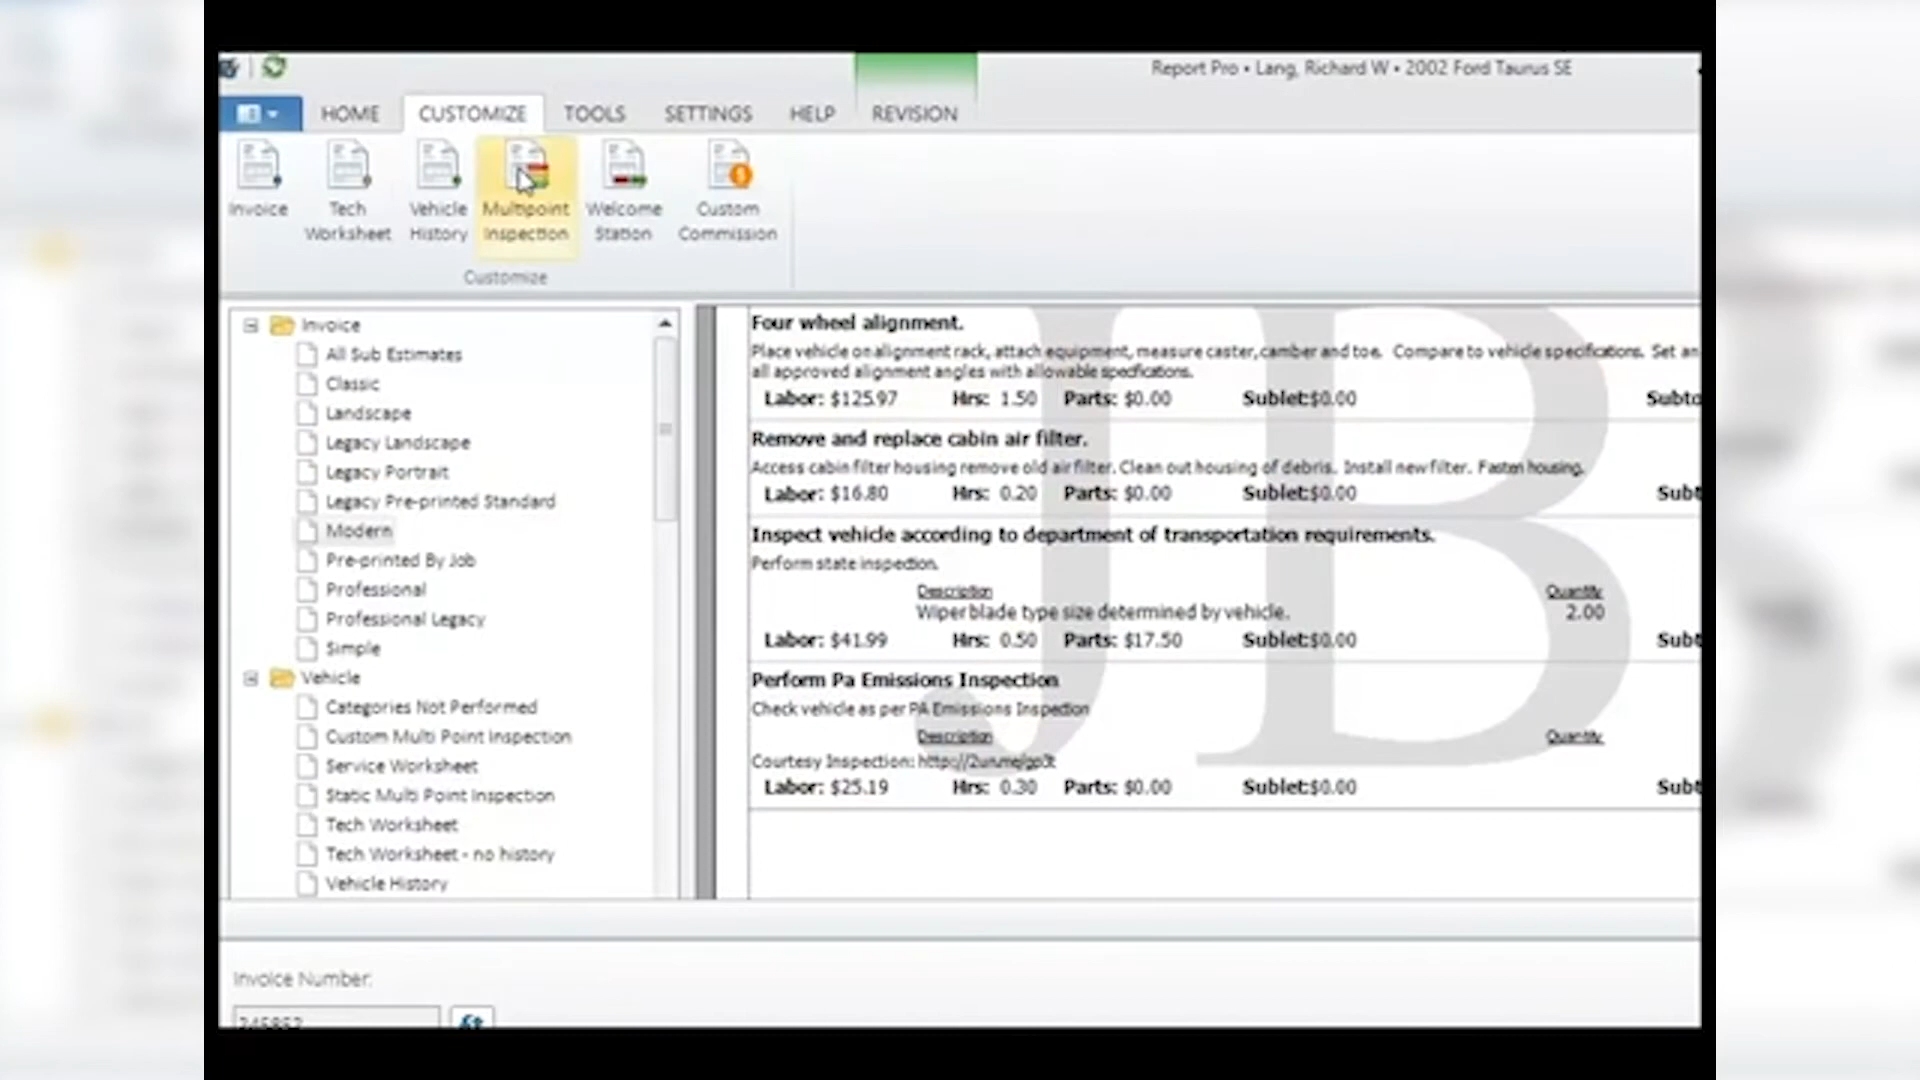 Report Pro • Lang, Richard W • 2002 Ford Taurus SE
HOME CUSTOMIZE TOOLS SETTINGS HELP REVISION
Invoice
Tech Worksheet
Vehicle History
Multipoint Inspection
Welcome Station
Custom Commission
Customize
Invoice
All Sub Estimates
Classic
Landscape
Legacy Landscape
Legacy Portrait
Legacy Pre-printed Standard
Modern
Pre-printed By Job
Professional
Professional Legacy
Simple
Vehicle
Categories Not Performed
Custom Multi Point Inspection
Service Worksheet
Static Multi Point Inspection
Tech Worksheet
Tech Worksheet - no history
Vehicle History
JB
Four wheel alignment.
Place vehicle on alignment rack, attach equipment, measure caster,camber and toe. Compare to vehicle specifications. Set an
all approved alignment angles with allowable specifications.
Labor: $125.97 Hrs: 1.50 Parts: $0.00 Sublet:$0.00 Subto
Remove and replace cabin air filter.
Access cabin filter housing remove old air filter. Clean out housing of debris. Install new filter. Fasten housing.
Labor: $16.80 Hrs: 0.20 Parts: $0.00 Sublet:$0.00 Subt
Inspect vehicle according to department of transportation requirements.
Perform state inspection.
Description Quantity
Wiper blade type size determined by vehicle. 2.00
Labor: $41.99 Hrs: 0.50 Parts: $17.50 Sublet:$0.00 Subt
Perform Pa Emissions Inspection
Check vehicle as per PA Emissions Inspection
Description Quantity
Courtesy Inspection:
Labor: $25.19 Hrs: 0.30 Parts: $0.00 Sublet:$0.00 Subt
Invoice Number: